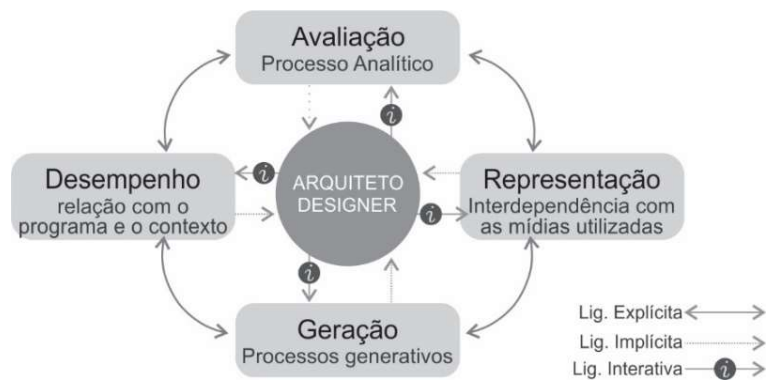 Avaliação
Processo Analítico
i
Desempenho
relação com o
programa e o contexto
i
ARQUITETO
DESIGNER
i
Representação
Interdependência com
as mídias utilizadas
i
Geração
Processos generativos
Lig. Explícita
Lig. Implícita
Lig. Interativa
i